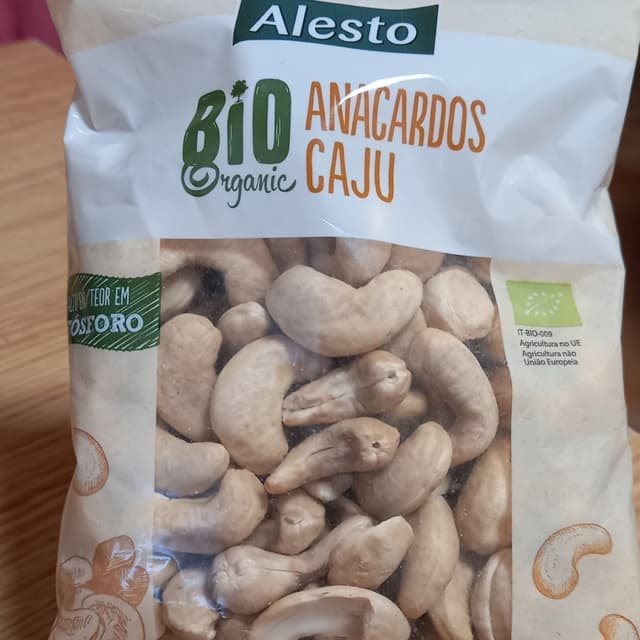 Alesto
BIO
Organic
ANACARDOS
CAJU
TEOR EM
FÓSFORO
IT-BIO-009
Agricultura no UE
Agricultura não
União Europeia